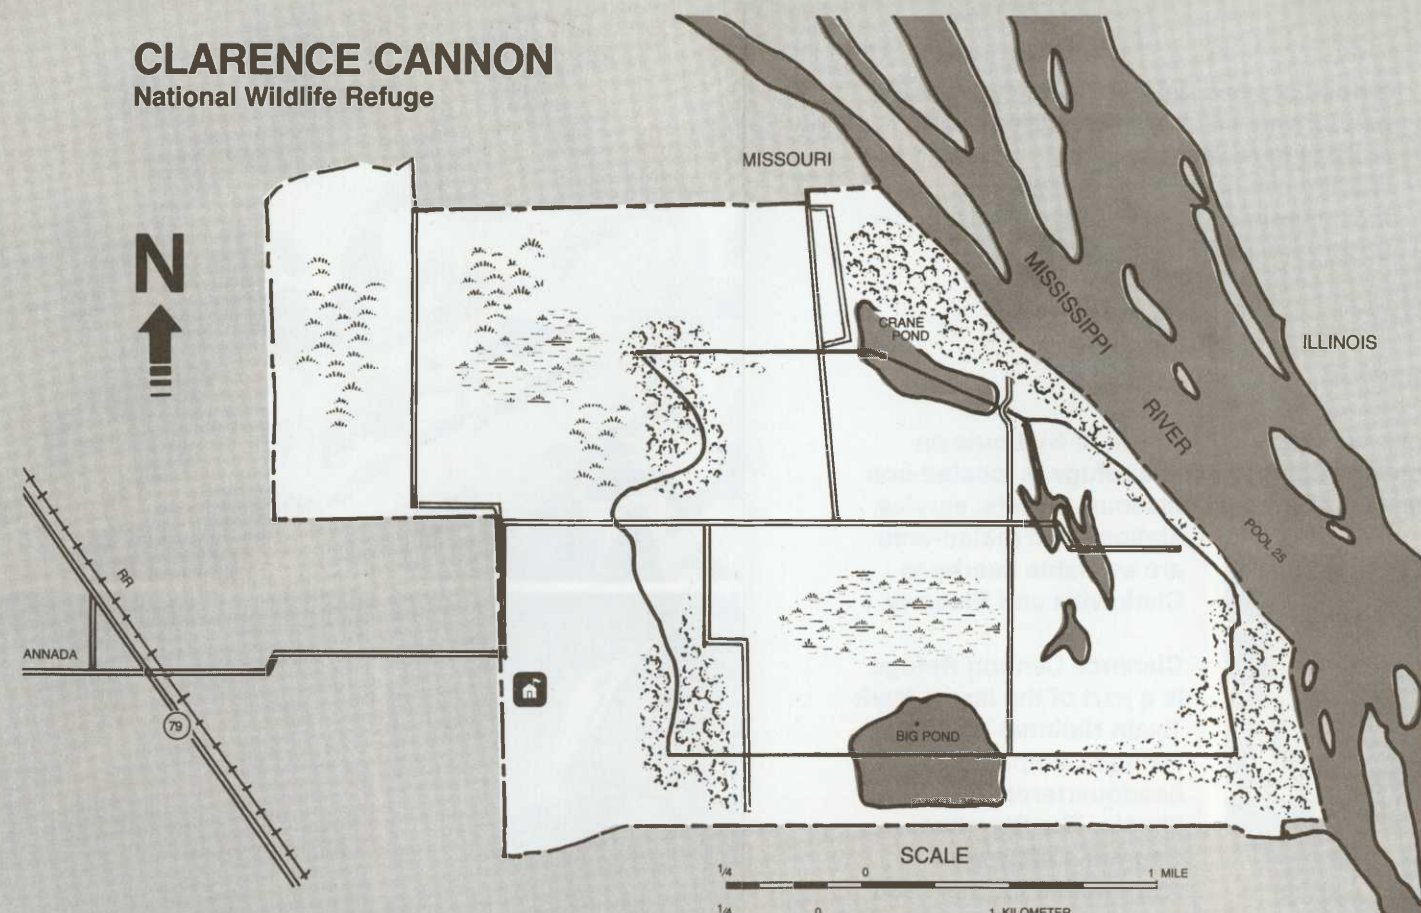 CLARENCE CANNON
National Wildlife Refuge
MISSOURI
N
CRANE
POND
MISSISSIPPI
RIVER
ILLINOIS
POOL 25
RR
ANNADA
79
BIG POND
SCALE
1/4 0 1 MILE
1/4 0 1 KILOMETER